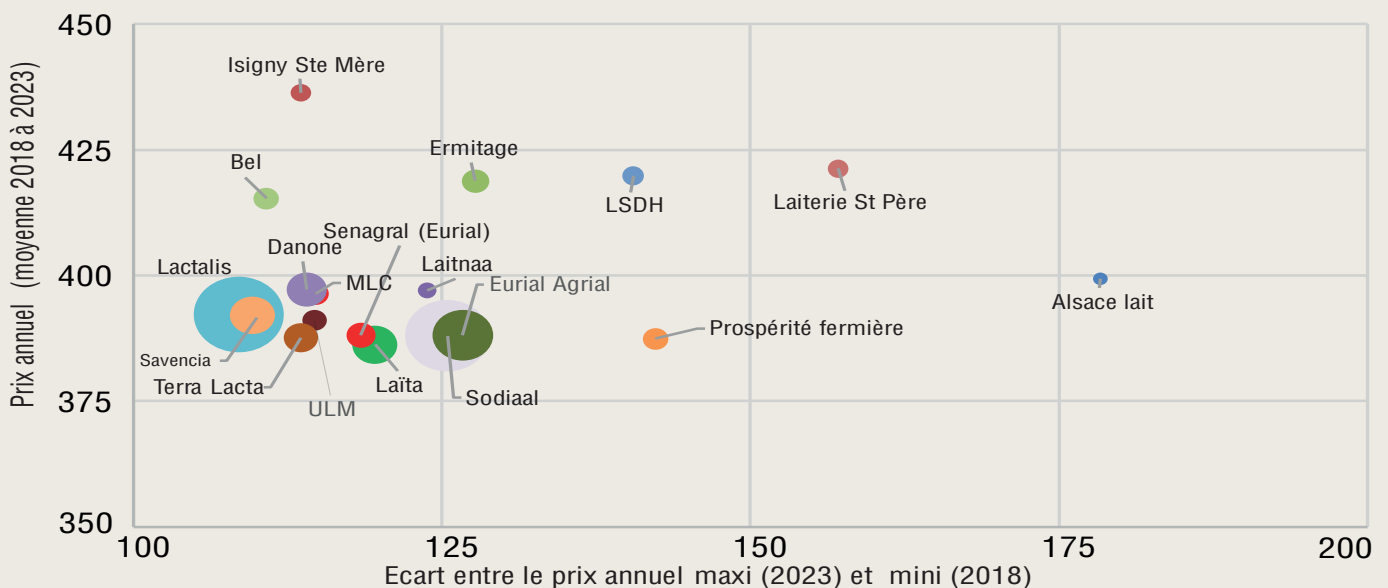 450
Isigny Ste Mère
Prix annuel (moyenne 2018 à 2023)
425
Bel
Ermitage
LSDH
Laiterie St Père
Senagral (Eurial)
Danone
Lactalis
Laitnaa
400
MLC
Eurial Agrial
Alsace lait
Prospérité fermière
Savencia
Terra Lacta
Laïta
Sodiaal
375
ULM
350
100
125
150
175
200
Ecart entre le prix annuel maxi (2023) et mini (2018)